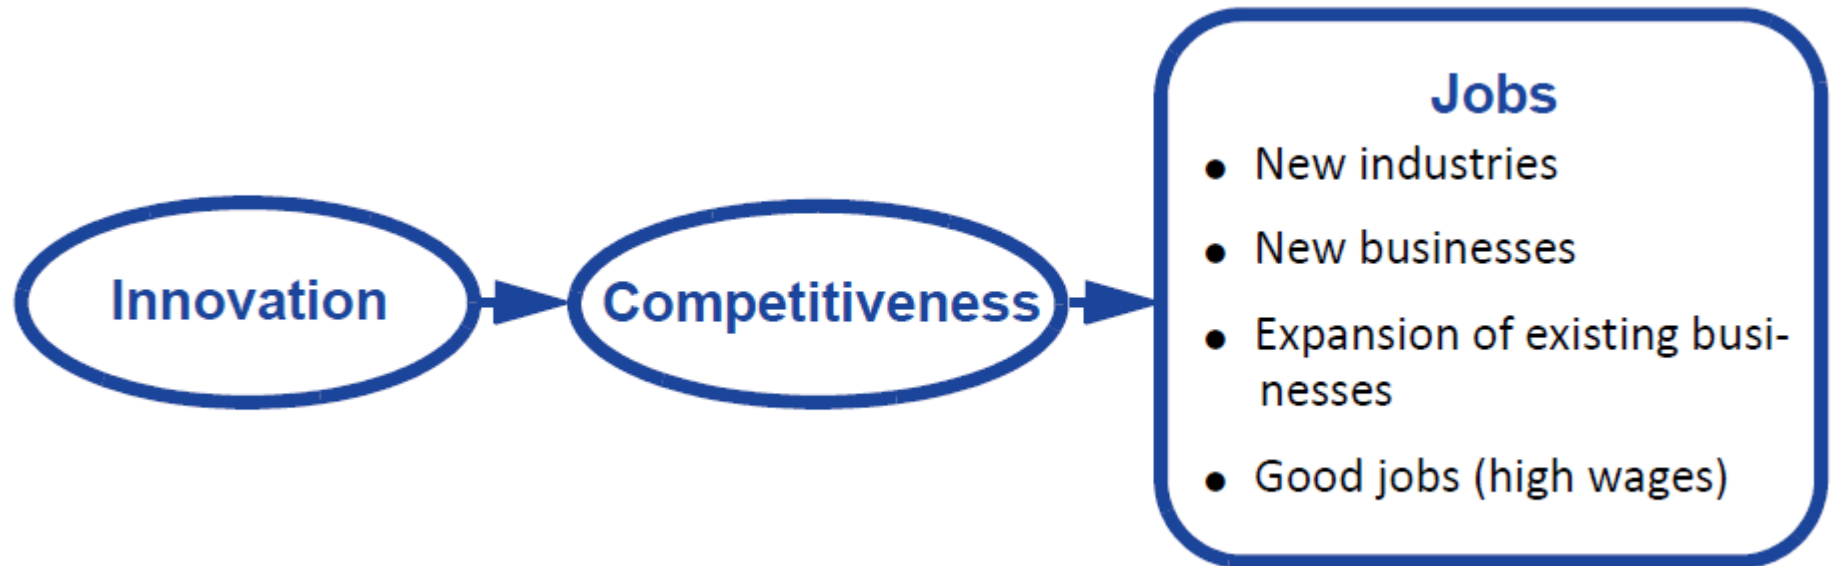 Innovation
Competitiveness
Jobs
● New industries
● New businesses
● Expansion of existing busi-
nesses
● Good jobs (high wages)